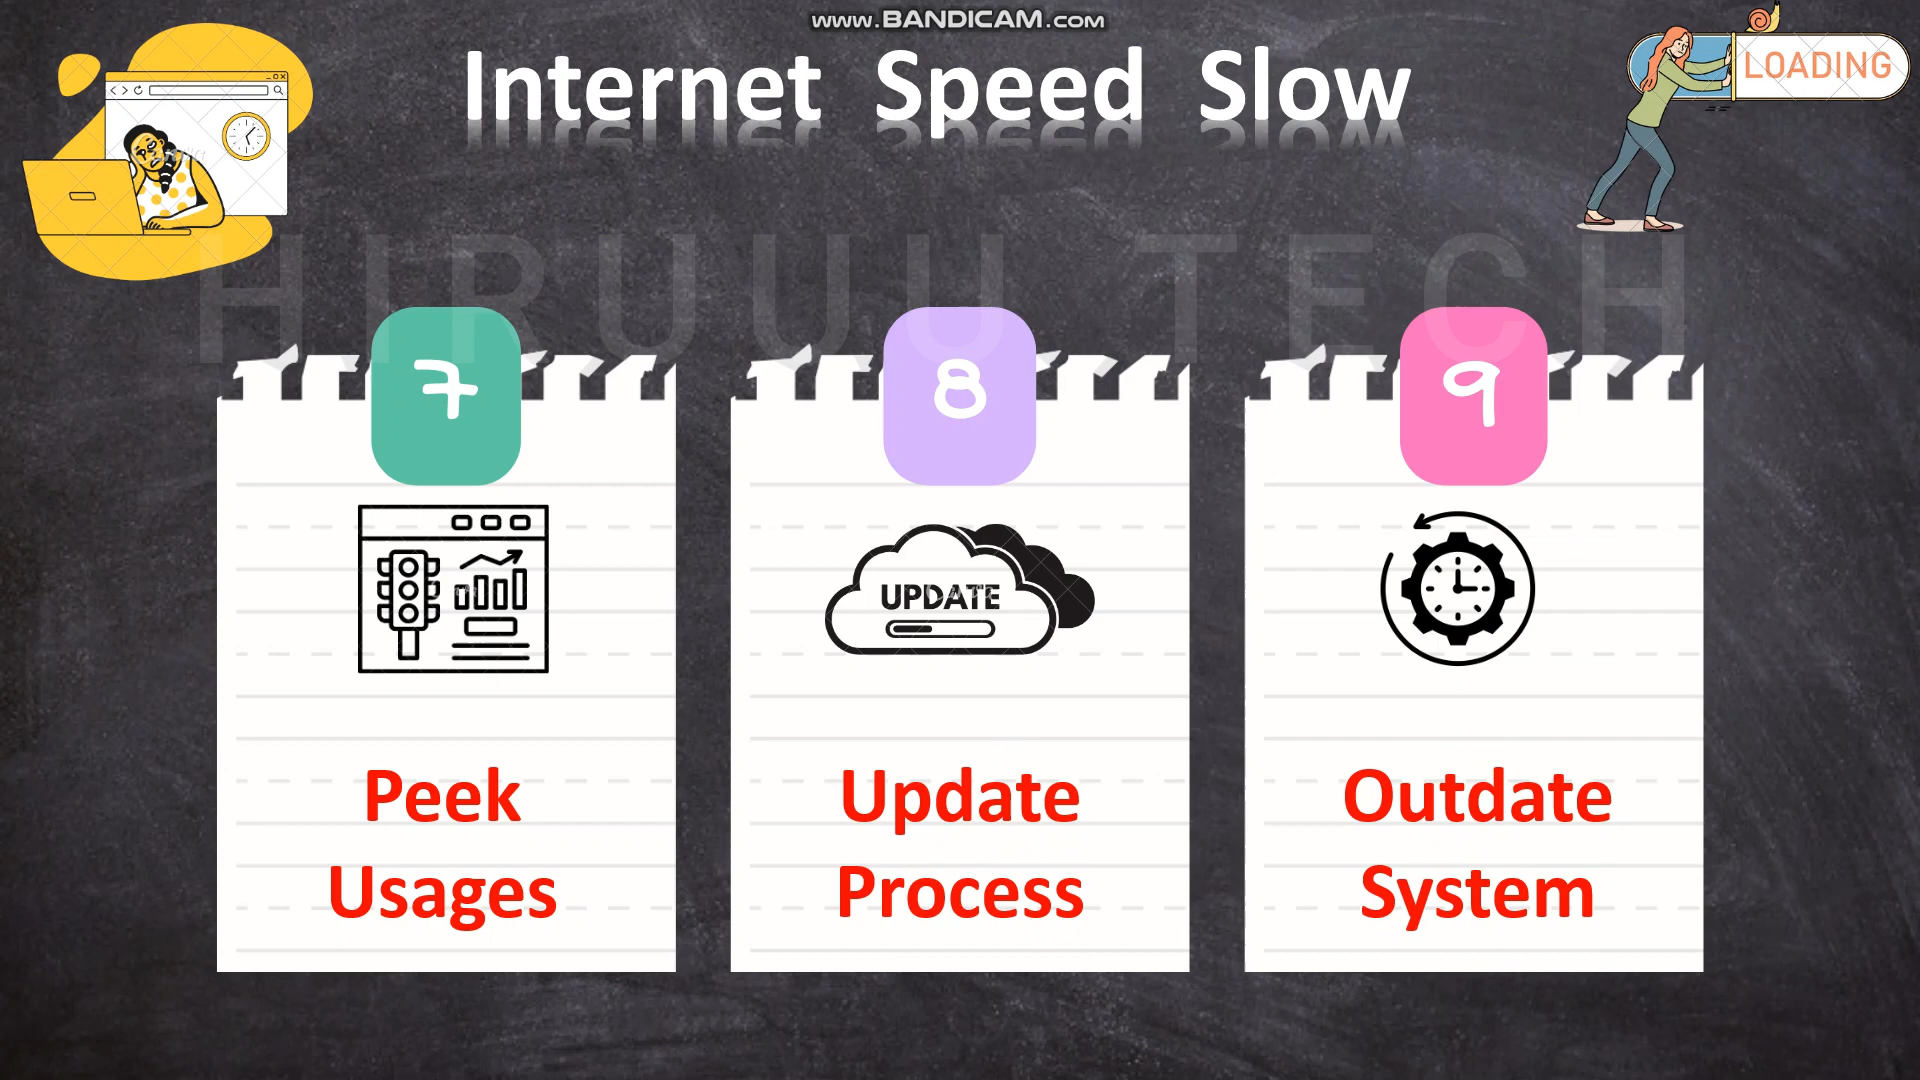 www.BANDICAM.com
Internet Speed Slow
LOADING
HIRUUU TECH
7
8
9
UPDATE
Peek
Usages
Update
Process
Outdate
System